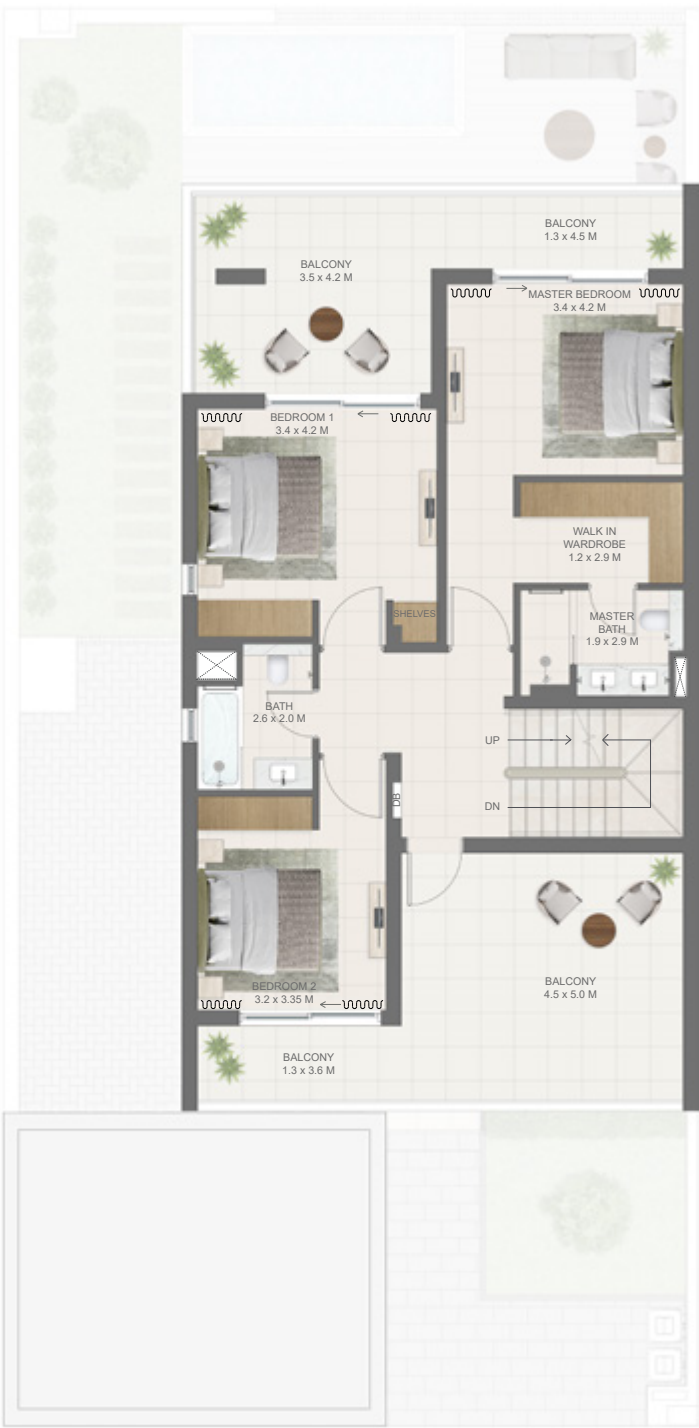 BALCONY
1.3 x 4.5 M
BALCONY
3.5 x 4.2 M
MASTER BEDROOM
3.4 x 4.2 M
BEDROOM 1
3.4 x 4.2 M
WALK IN
WARDROBE
1.2 x 2.9 M
SHELVES
MASTER
BATH
1.9 x 2.9 M
BATH
2.6 x 2.0 M
UP
DB
DN
BEDROOM 2
3.2 x 3.35 M
BALCONY
4.5 x 5.0 M
BALCONY
1.3 x 3.6 M